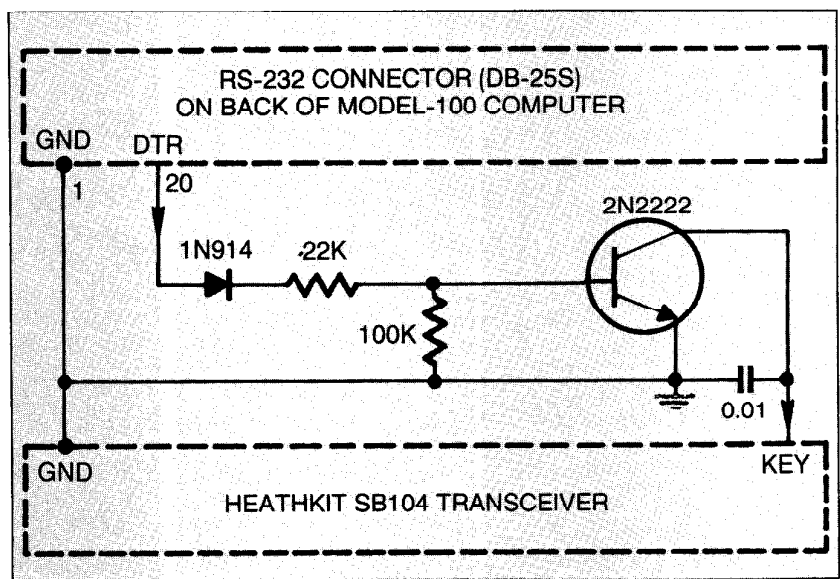 RS-232 CONNECTOR (DB-25S)
ON BACK OF MODEL-100 COMPUTER
GND
DTR
1
20
2N2222
1N914
.22K
100K
0.01
GND
KEY
HEATHKIT SB104 TRANSCEIVER